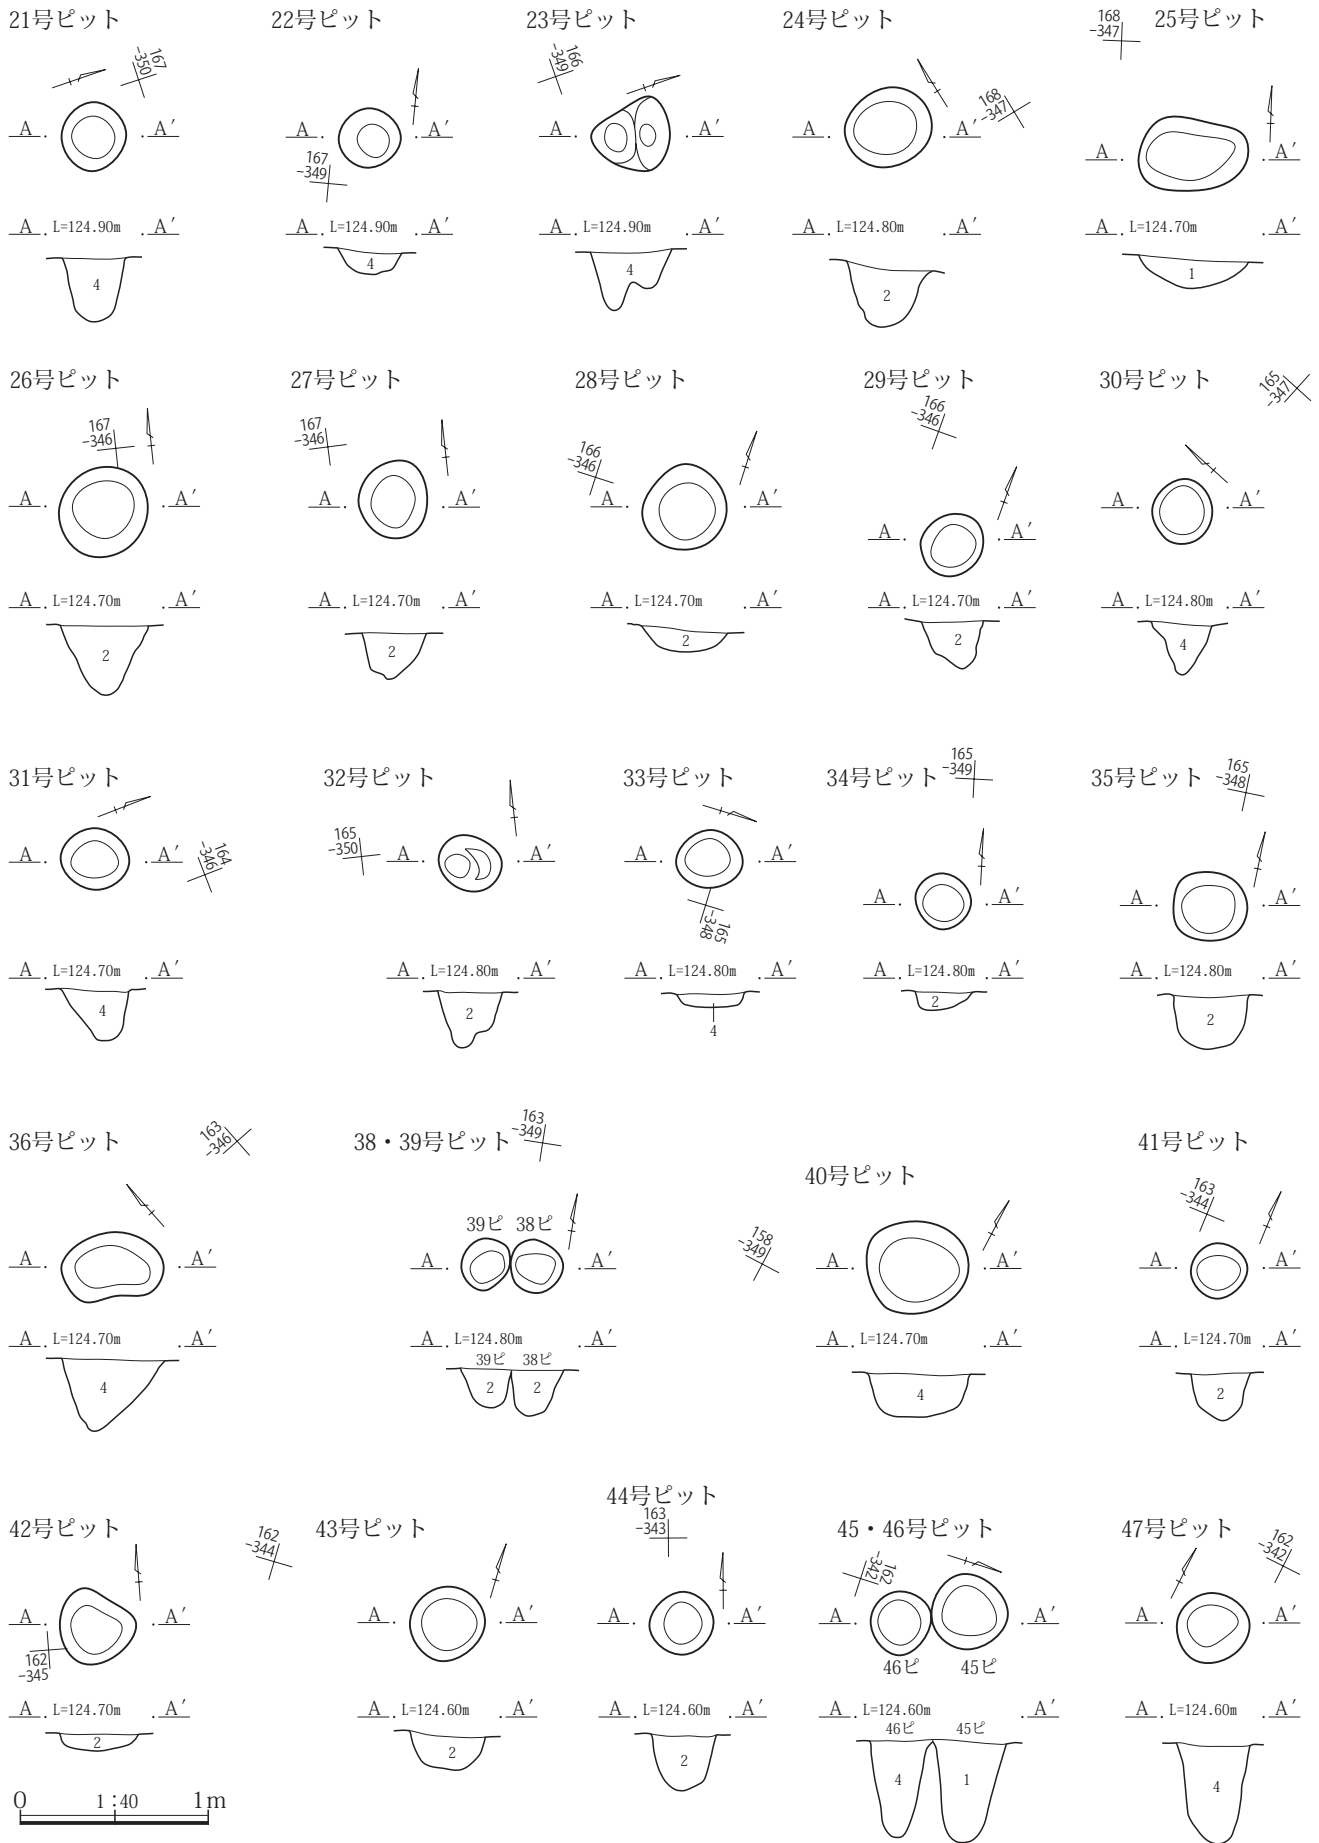 21号ピット
167
-350
A . . A′
A . L=124.90m . A′
4
22号ピット
A . . A′
167
-349
A . L=124.90m . A′
4
23号ピット
166
-349
A . . A′
A . L=124.90m . A′
4
24号ピット
168
-347
A . . A′
A . L=124.80m . A′
2
25号ピット
168
-347
A . . A′
A . L=124.70m . A′
1
26号ピット
167
-346
A . . A′
A . L=124.70m . A′
2
27号ピット
167
-346
A . . A′
A . L=124.70m . A′
2
28号ピット
166
-346
A . . A′
A . L=124.70m . A′
2
29号ピット
166
-346
A . . A′
A . L=124.70m . A′
2
30号ピット
165
-347
A . . A′
A . L=124.80m . A′
4
31号ピット
A . . A′
164
-346
A . L=124.70m . A′
4
32号ピット
165
-350
A . . A′
A . L=124.80m . A′
2
33号ピット
A . . A′
165
-348
A . L=124.80m . A′
4
34号ピット
165
-349
A . . A′
A . L=124.80m . A′
2
35号ピット
165
-348
A . . A′
A . L=124.80m . A′
2
36号ピット
163
-346
A . . A′
A . L=124.70m . A′
4
38・39号ピット
163
-349
39ピ 38ピ
A . . A′
A . L=124.80m . A′
39ピ 38ピ
2 2
40号ピット
158
-349
A . . A′
A . L=124.70m . A′
4
41号ピット
163
-344
A . . A′
A . L=124.70m . A′
2
42号ピット
A . . A′
162
-345
A . L=124.70m . A′
2
43号ピット
162
-344
A . . A′
A . L=124.60m . A′
2
44号ピット
163
-343
A . . A′
A . L=124.60m . A′
2
45・46号ピット
162
-342
A . . A′
46ピ 45ピ
A . L=124.60m . A′
46ピ 45ピ
4 1
47号ピット
162
-342
A . . A′
A . L=124.60m . A′
4
0 1:40 1m